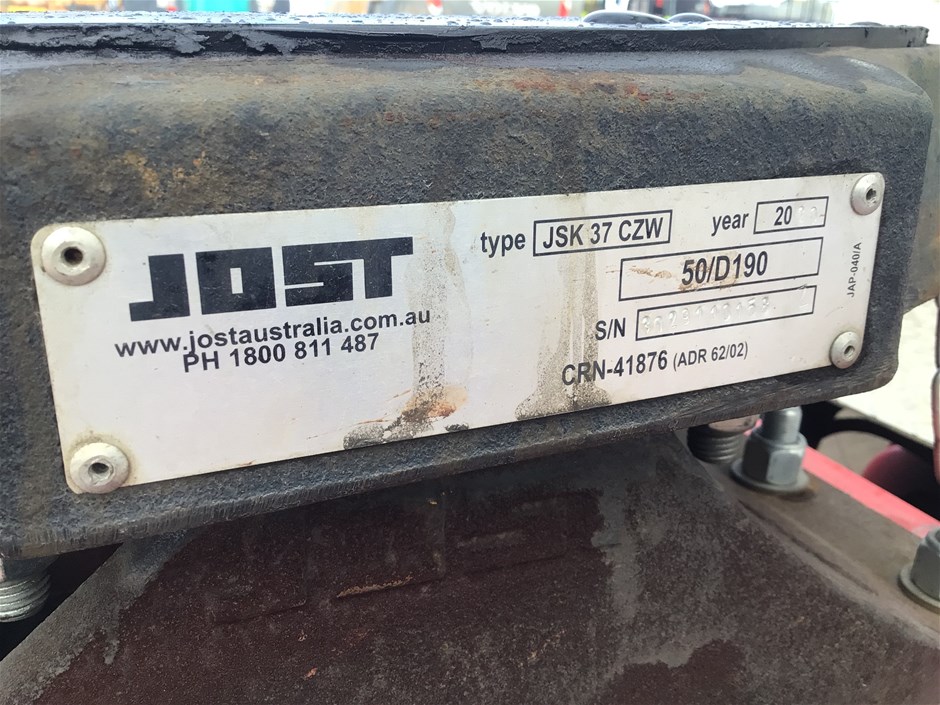 JOST
www.jostaustralia.com.au
PH 1800 811 487
type JSK 37 CZW year 20
50/D190
S/N
CRN-41876 (ADR 62/02)
JAP-040/A